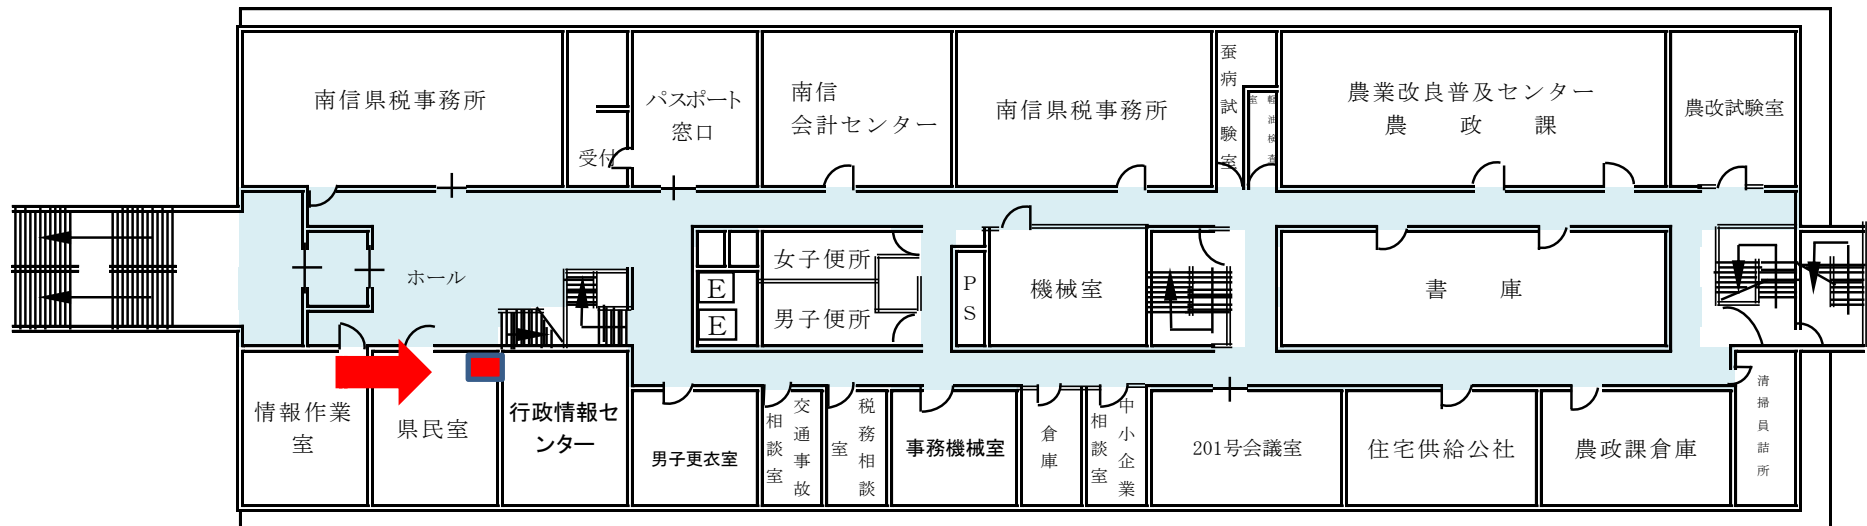 南信県税事務所
受付
パスポート
窓口
南信
会計センター
南信県税事務所
蚕病試験室
軽油検査室
農業改良普及センター
農政課
農改試験室
ホール
女子便所
男子便所
E
E
PS
機械室
書庫
情報作業
室
県民室
行政情報セ
ンター
男子更衣室
交通事故
相談室
税務相談
室
事務機械室
倉庫
中小企業
相談室
201号会議室
住宅供給公社
農政課倉庫
清掃員詰所